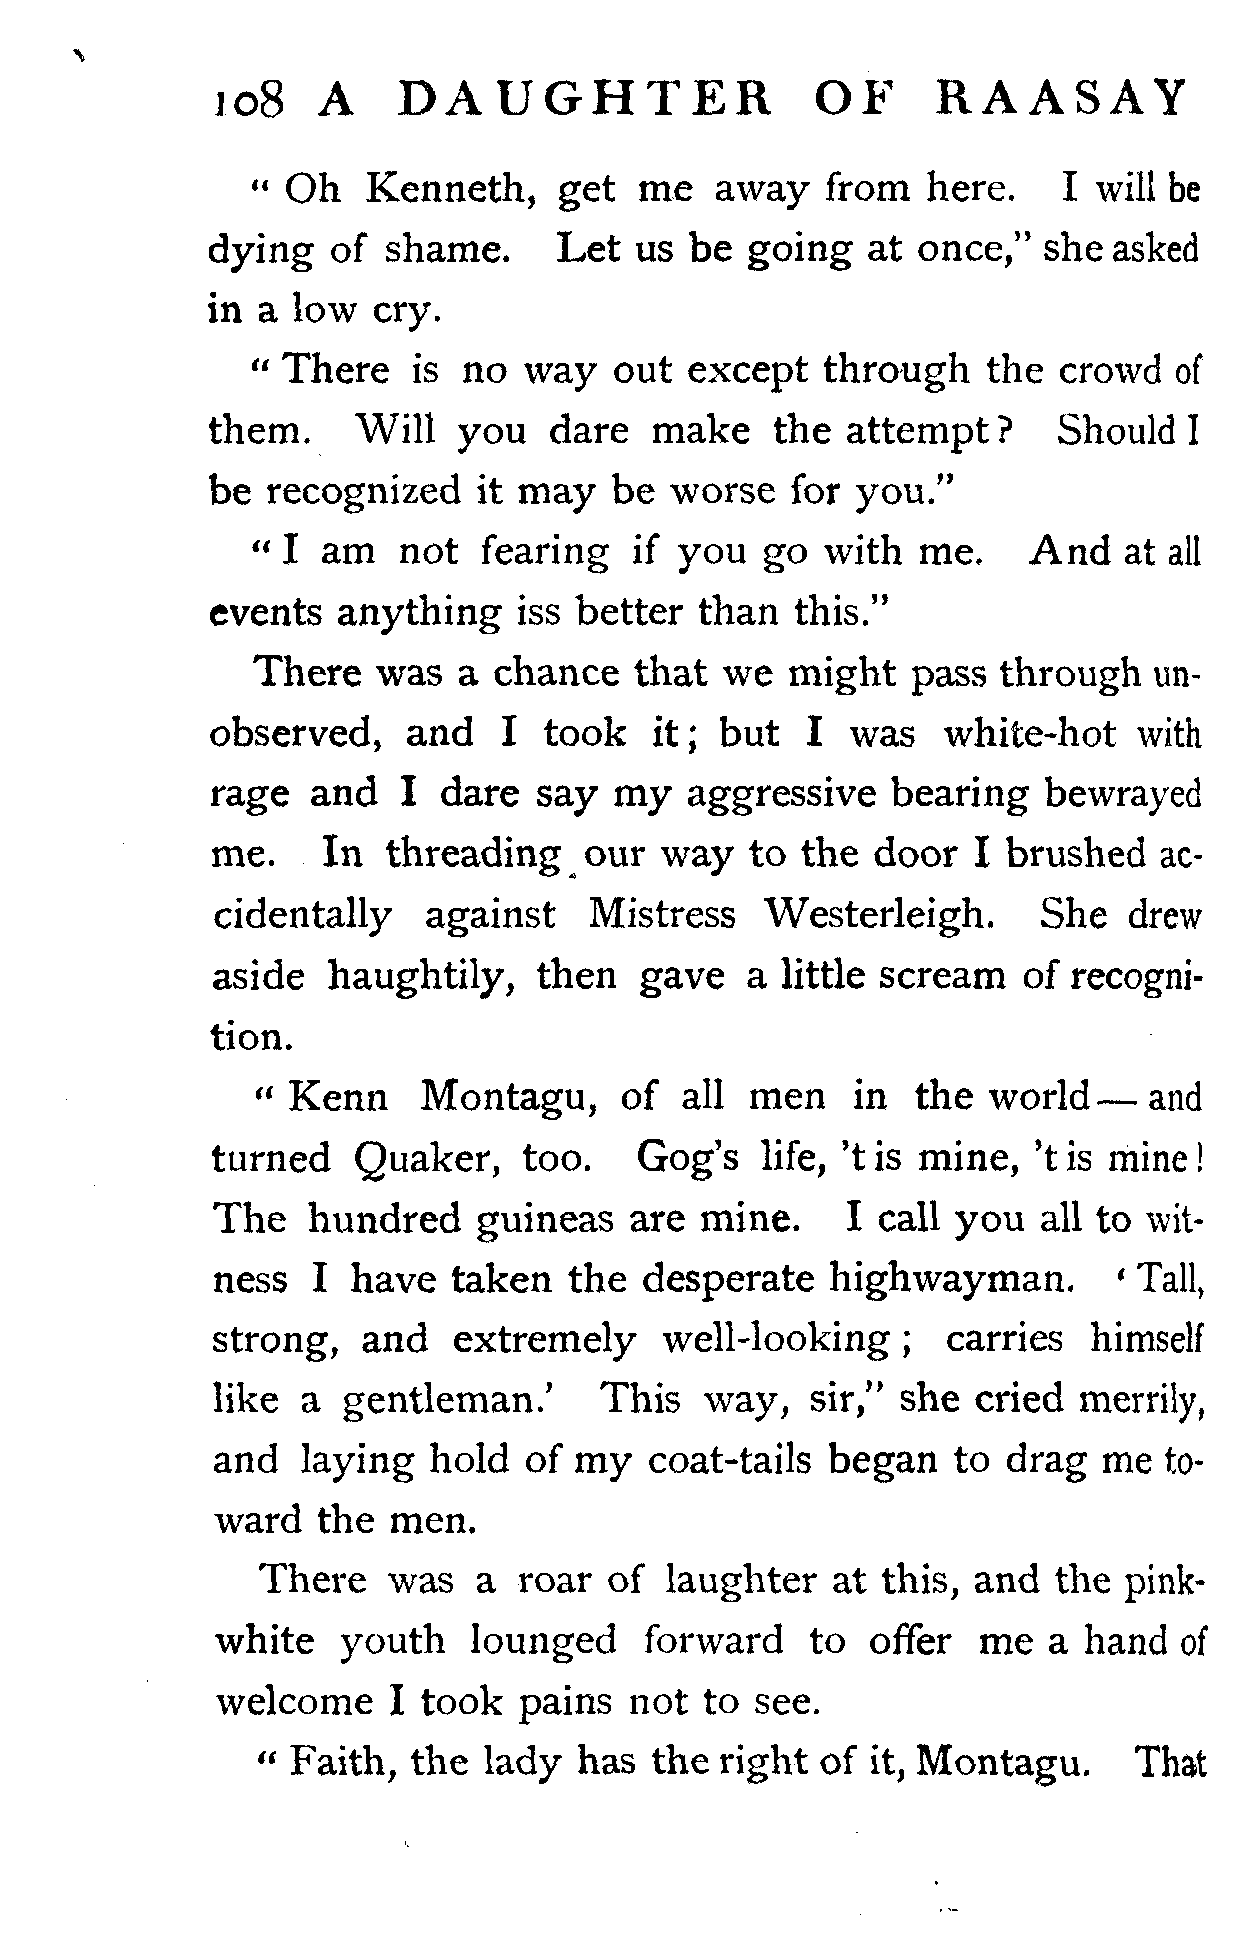 108 A DAUGHTER OF RAASAY
" Oh Kenneth, get me away from here. I will be
dying of shame. Let us be going at once," she asked
in a low cry.
" There is no way out except through the crowd of
them. Will you dare make the attempt? Should I
be recognized it may be worse for you."
" I am not fearing if you go with me. And at all
events anything iss better than this."
There was a chance that we might pass through un-
observed, and I took it; but I was white-hot with
rage and I dare say my aggressive bearing bewrayed
me. In threading our way to the door I brushed ac-
cidentally against Mistress Westerleigh. She drew
aside haughtily, then gave a little scream of recogni-
tion.
" Kenn Montagu, of all men in the world — and
turned Quaker, too. Gog's life, 't is mine, 't is mine!
The hundred guineas are mine. I call you all to wit-
ness I have taken the desperate highwayman. ' Tall,
strong, and extremely well-looking; carries himself
like a gentleman.' This way, sir," she cried merrily,
and laying hold of my coat-tails began to drag me to-
ward the men.
There was a roar of laughter at this, and the pink-
white youth lounged forward to offer me a hand of
welcome I took pains not to see.
" Faith, the lady has the right of it, Montagu. That